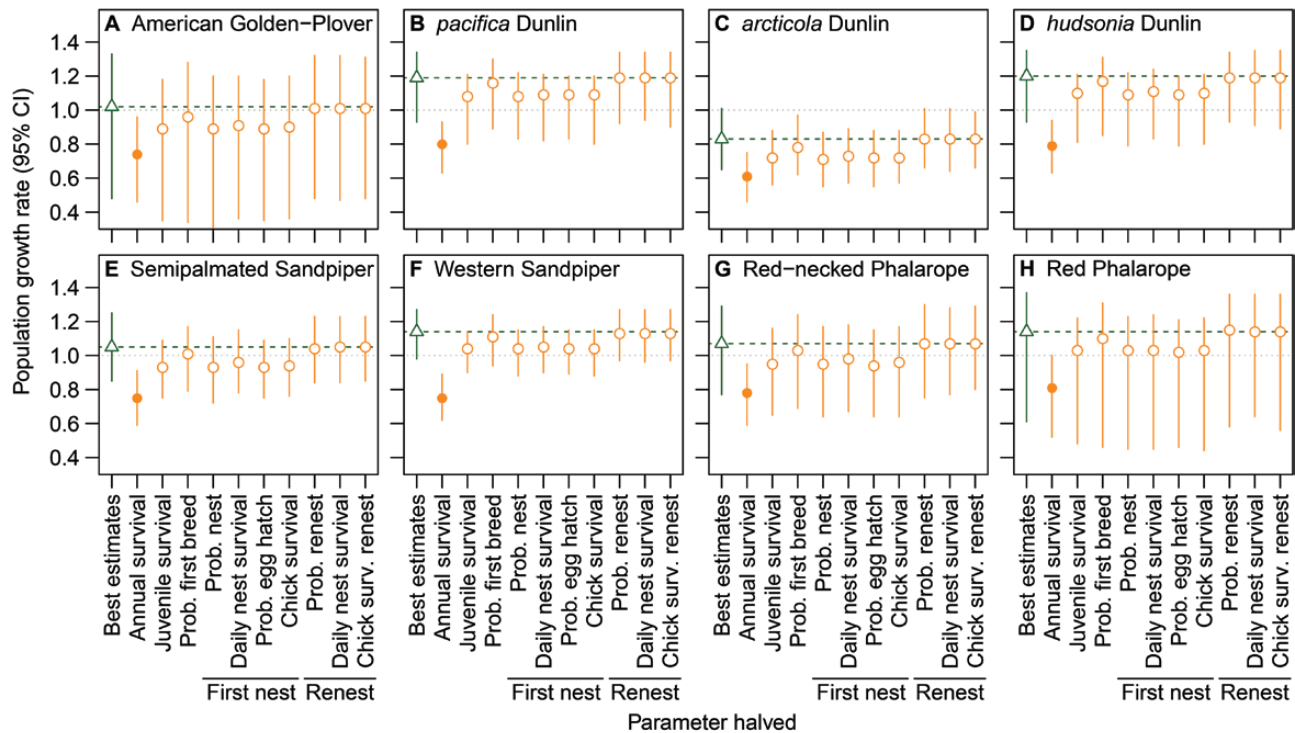 A American Golden−Plover
B pacifica Dunlin
C arcticola Dunlin
D hudsonia Dunlin
1.4
1.2
1.0
0.8
0.6
0.4
E Semipalmated Sandpiper
F Western Sandpiper
G Red−necked Phalarope
H Red Phalarope
1.4
1.2
1.0
0.8
0.6
0.4
Population growth rate (95% CI)
Best estimates
Annual survival
Juvenile survival
Prob. first breed
Prob. nest
Daily nest survival
Prob. egg hatch
Chick survival
Prob. renest
Daily nest survival
Chick surv. renest
First nest
Renest
Best estimates
Annual survival
Juvenile survival
Prob. first breed
Prob. nest
Daily nest survival
Prob. egg hatch
Chick survival
Prob. renest
Daily nest survival
Chick surv. renest
First nest
Renest
Best estimates
Annual survival
Juvenile survival
Prob. first breed
Prob. nest
Daily nest survival
Prob. egg hatch
Chick survival
Prob. renest
Daily nest survival
Chick surv. renest
First nest
Renest
Best estimates
Annual survival
Juvenile survival
Prob. first breed
Prob. nest
Daily nest survival
Prob. egg hatch
Chick survival
Prob. renest
Daily nest survival
Chick surv. renest
First nest
Renest
Parameter halved